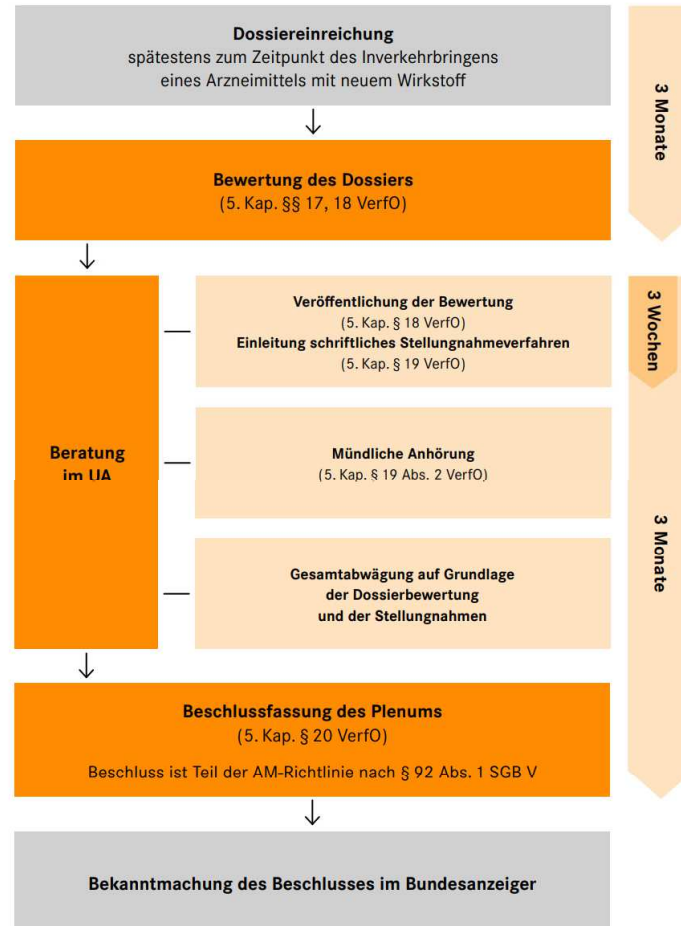 Dossiereinreichung
spätestens zum Zeitpunkt des Inverkehrbringens
eines Arzneimittels mit neuem Wirkstoff
3 Monate
Bewertung des Dossiers
(5. Kap. §§ 17, 18 VerfO)
Beratung
im UA
Veröffentlichung der Bewertung
(5. Kap. § 18 VerfO)
Einleitung schriftliches Stellungnahmeverfahren
(5. Kap. § 19 VerfO)
3 Wochen
Mündliche Anhörung
(5. Kap. § 19 Abs. 2 VerfO)
3 Monate
Gesamtabwägung auf Grundlage
der Dossierbewertung
und der Stellungnahmen
Beschlussfassung des Plenums
(5. Kap. § 20 VerfO)
Beschluss ist Teil der AM-Richtlinie nach § 92 Abs. 1 SGB V
Bekanntmachung des Beschlusses im Bundesanzeiger